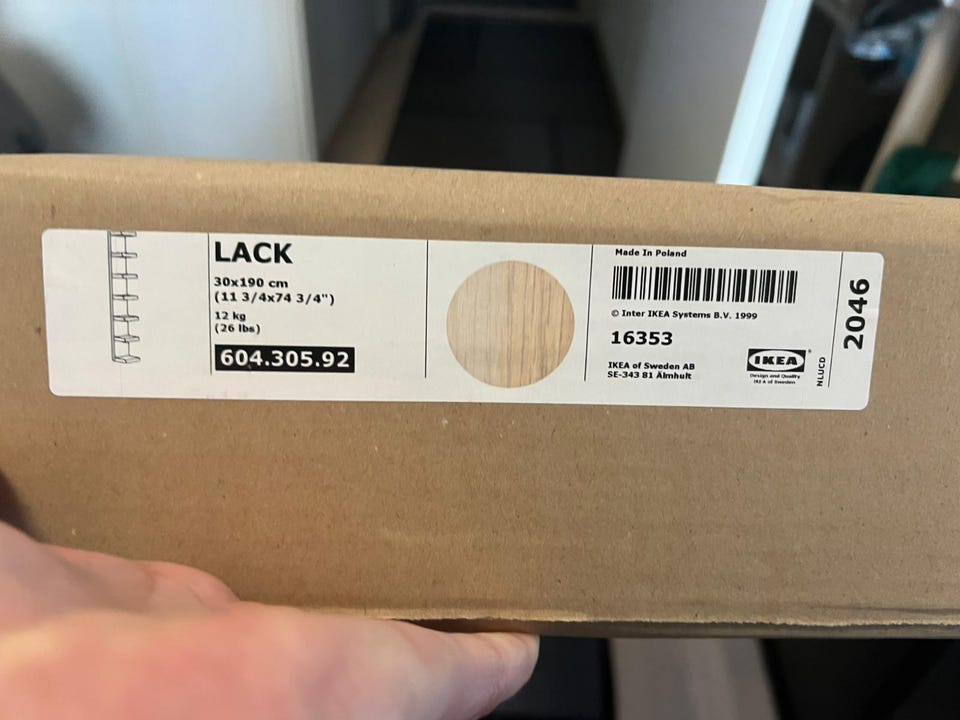 LACK
30x190 cm
(11 3/4x74 3/4")
12 kg
(26 lbs)
604.305.92
Made In Poland
© Inter IKEA Systems B.V. 1999
16353
IKEA of Sweden AB
SE-343 81 Älmhult
IKEA
Design and Quality
IKEA of Sweden
NLUCD
2046